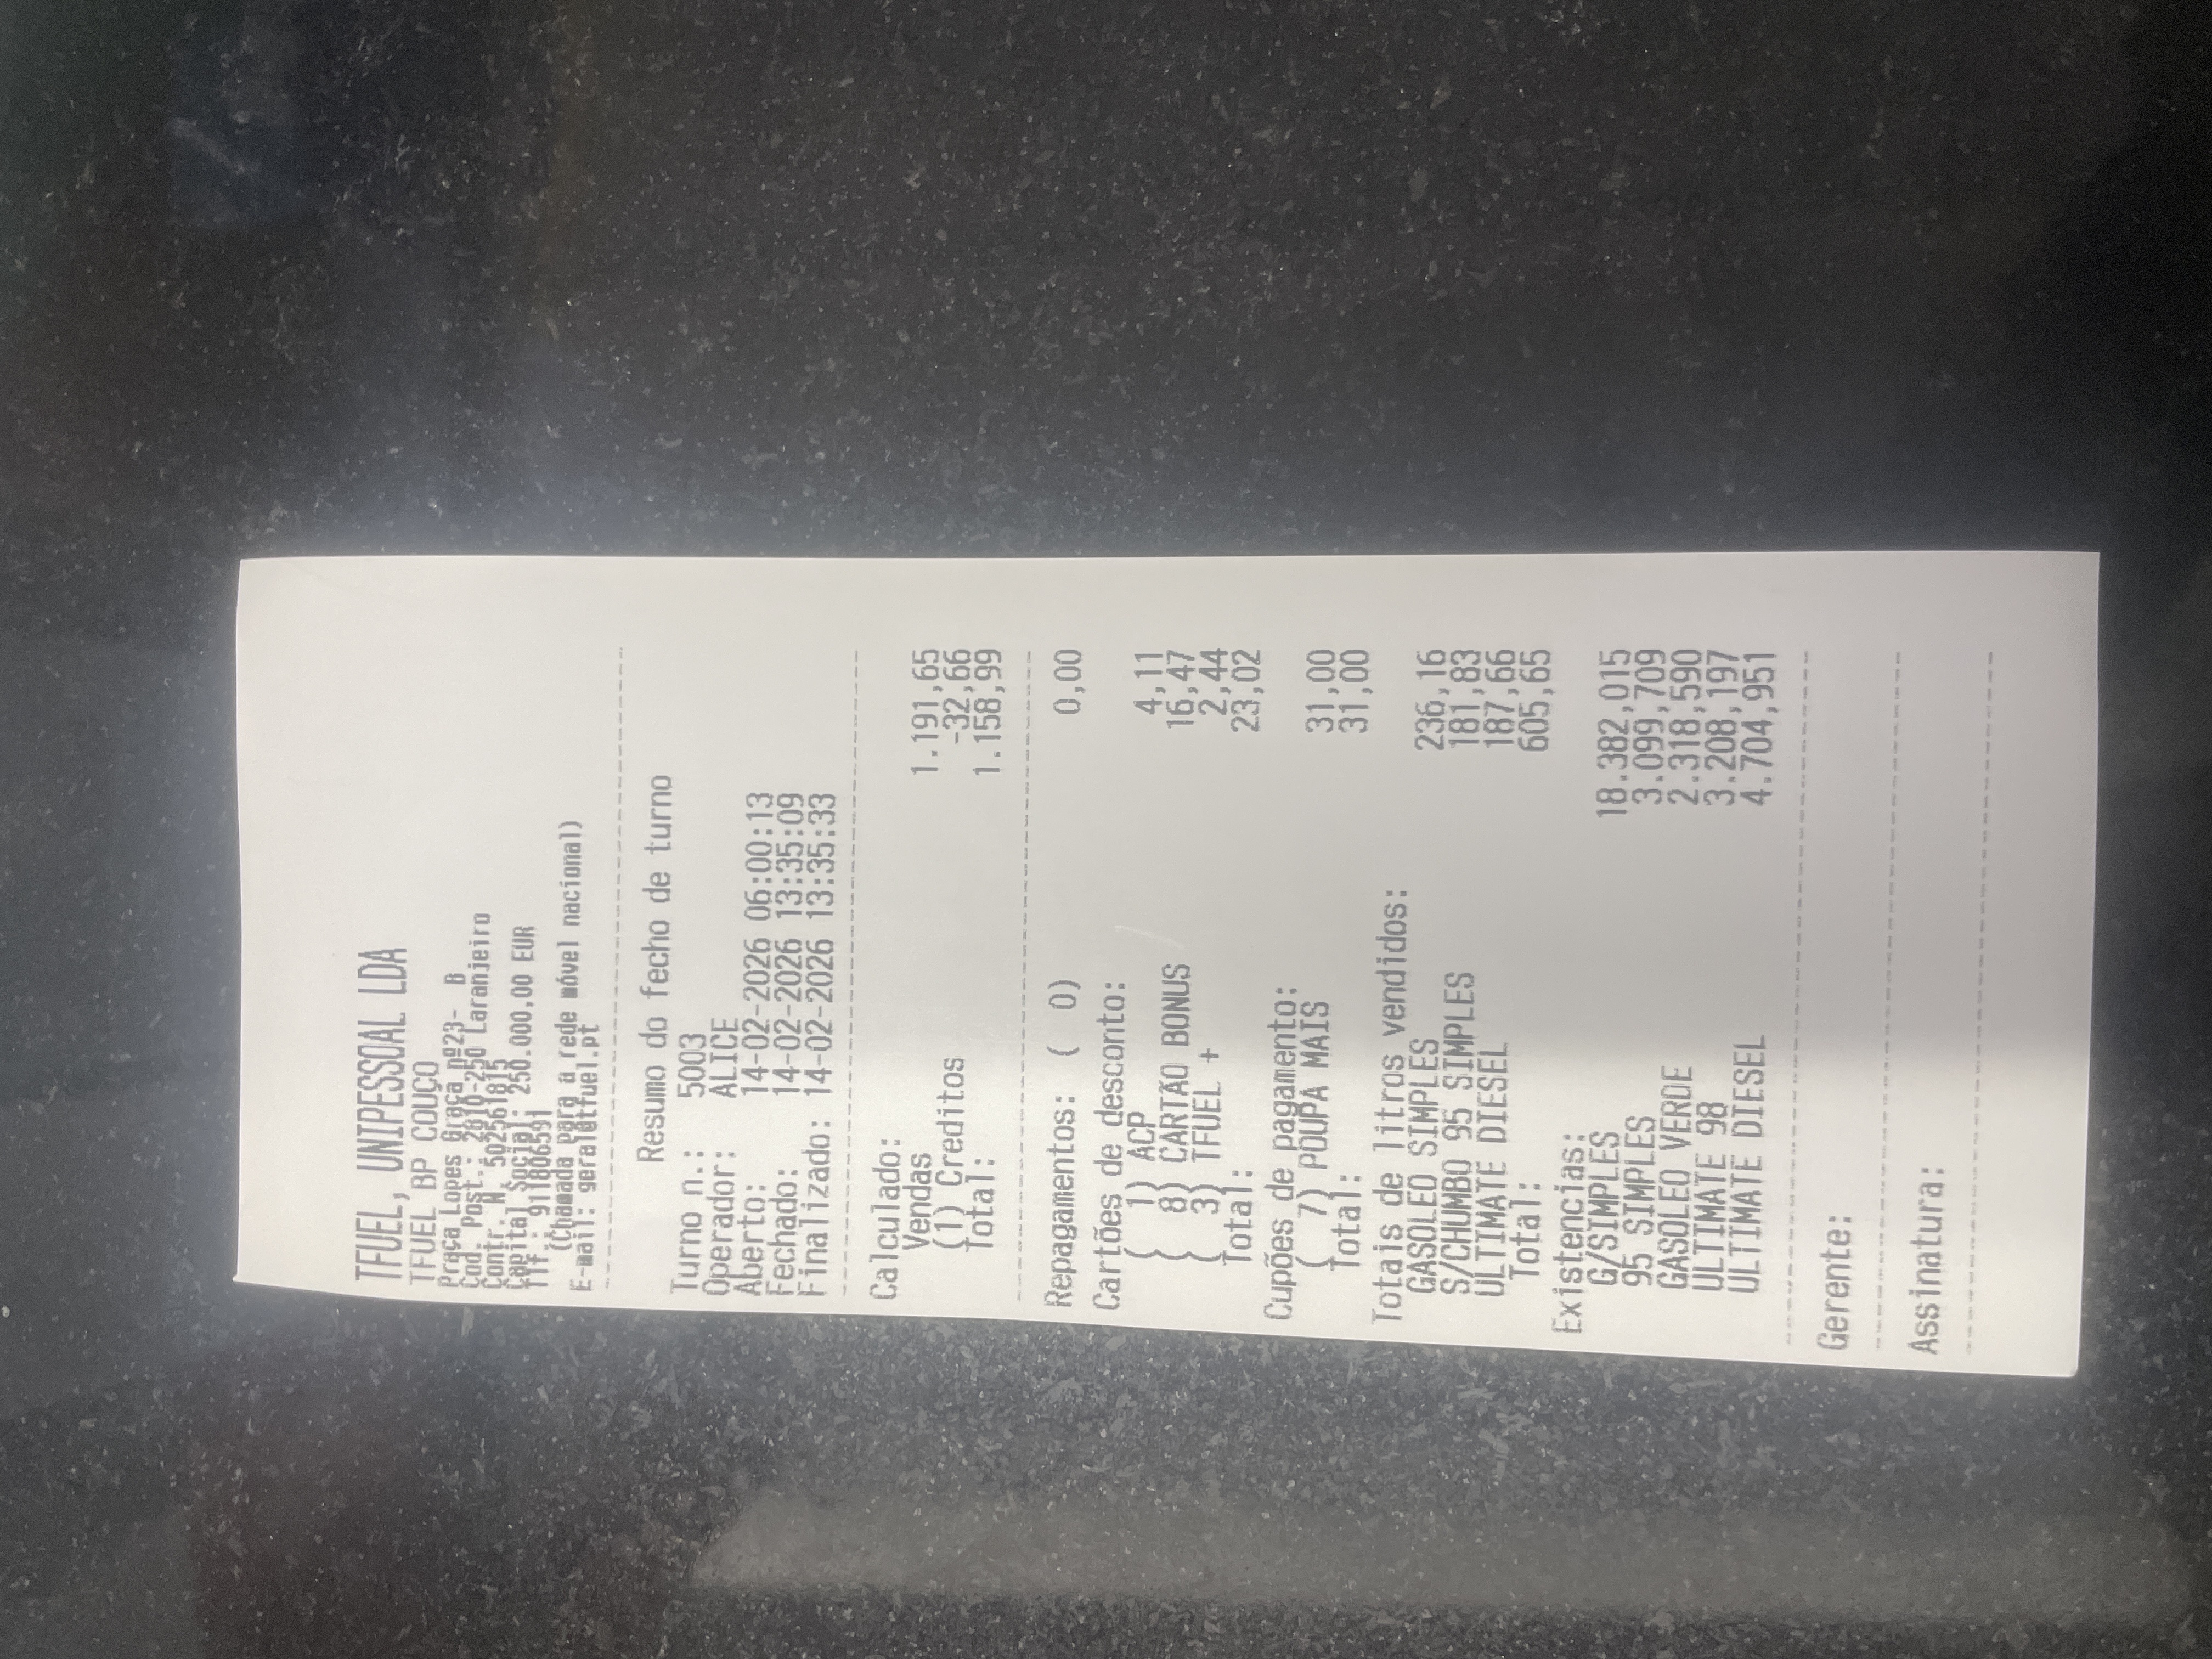 TFUEL, UNIPESSOAL LDA
TFUEL BP COUÇO
Praça Lopes Graça nº23- B
Cod. Post.: 2810-250 Laranjeiro
Contr. N. 502561815
Capital Social: 250.000,00 EUR
Tlf : 911806591
(Chamada para a rede móvel nacional)
E-mail: geral@tfuel.pt
Resumo do fecho de turno
Turno n.: 5003
Operador: ALICE
Aberto: 14-02-2026 06:00:13
Fechado: 14-02-2026 13:35:09
Finalizado: 14-02-2026 13:35:33
Calculado:
Vendas 1.191,65
(1) Creditos -32,66
Total: 1.158,99
Repagamentos: ( 0) 0,00
Cartões de desconto:
( 1) ACP 4,11
( 8) CARTÃO BONUS 16,47
( 3) TFUEL + 2,44
Total: 23,02
Cupões de pagamento:
( 7) POUPA MAIS 31,00
Total: 31,00
Totais de litros vendidos:
GASOLEO SIMPLES 236,16
S/CHUMBO 95 SIMPLES 181,83
ULTIMATE DIESEL 187,66
Total: 605,65
Existencias:
G/SIMPLES 18.382,015
95 SIMPLES 3.099,709
GASOLEO VERDE 2.318,590
ULTIMATE 98 3.208,197
ULTIMATE DIESEL 4.704,951
Gerente:
Assinatura: